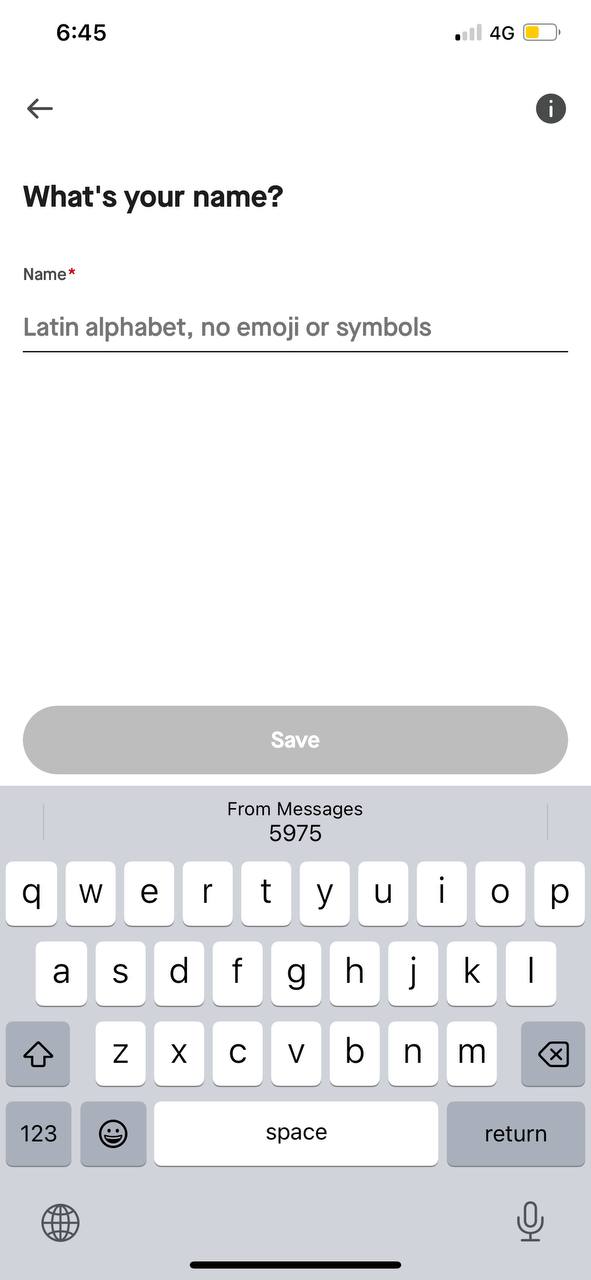 6:45
4G
i
What's your name?
Name*
Latin alphabet, no emoji or symbols
Save
From Messages
5975
q w e r t y u i o p
a s d f g h j k l
z x c v b n m
123 space return